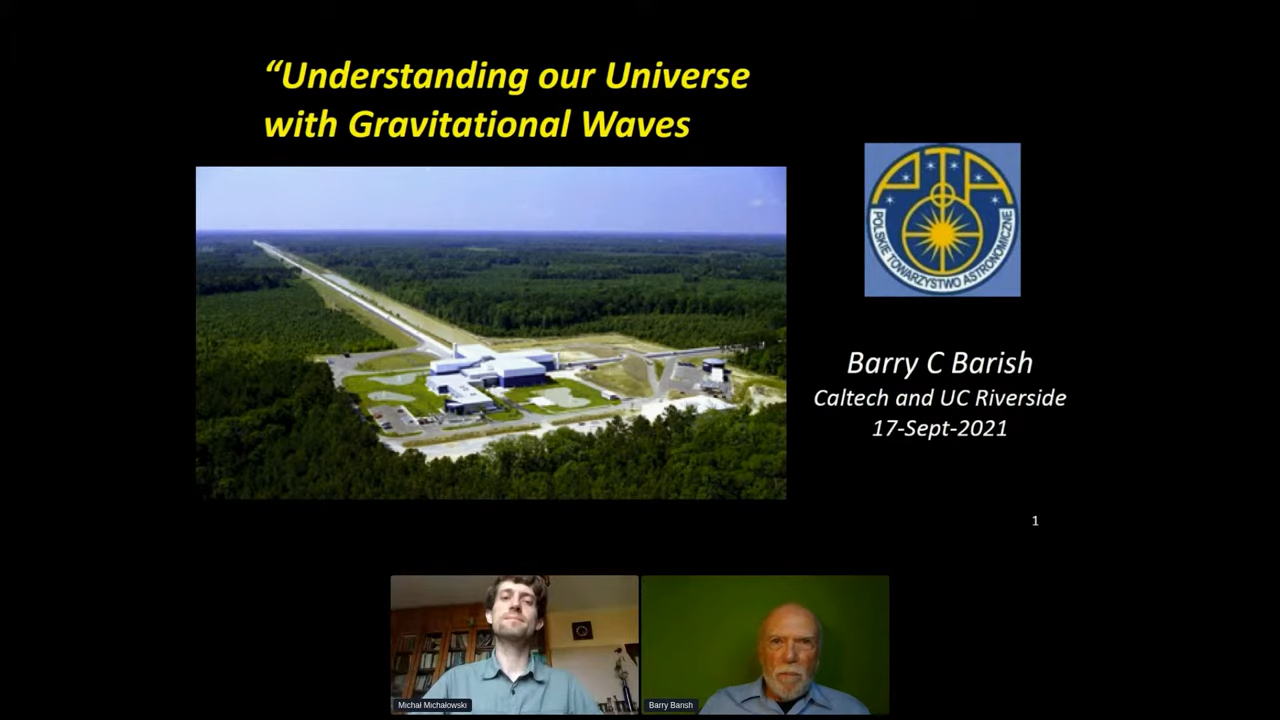 “Understanding our Universe
with Gravitational Waves
PTA
POLSKIE TOWARZYSTWO ASTRONOMICZNE
Barry C Barish
Caltech and UC Riverside
17-Sept-2021
1
Michał Michałowski
Barry Barish